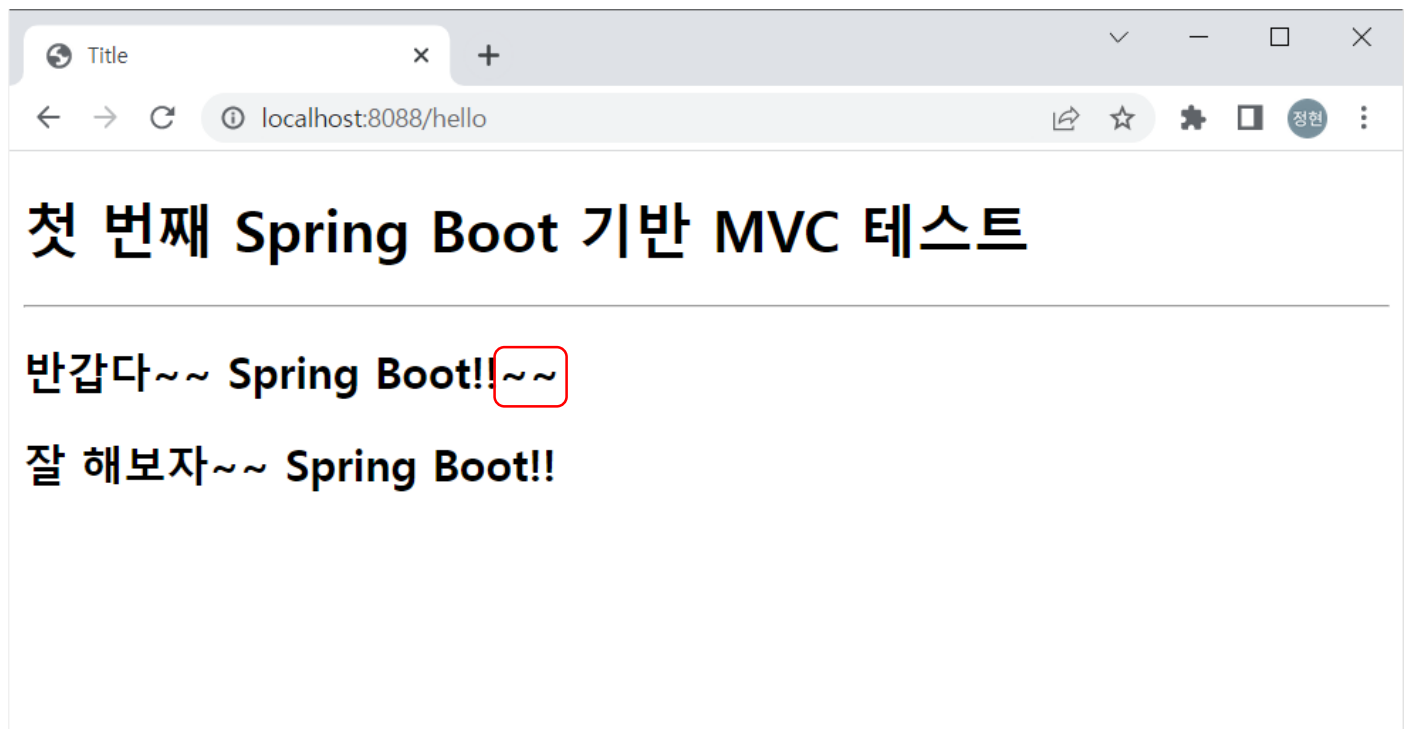 Title
localhost:8088/hello
정현
첫 번째 Spring Boot 기반 MVC 테스트
반갑다~~ Spring Boot!!~~
잘 해보자~~ Spring Boot!!